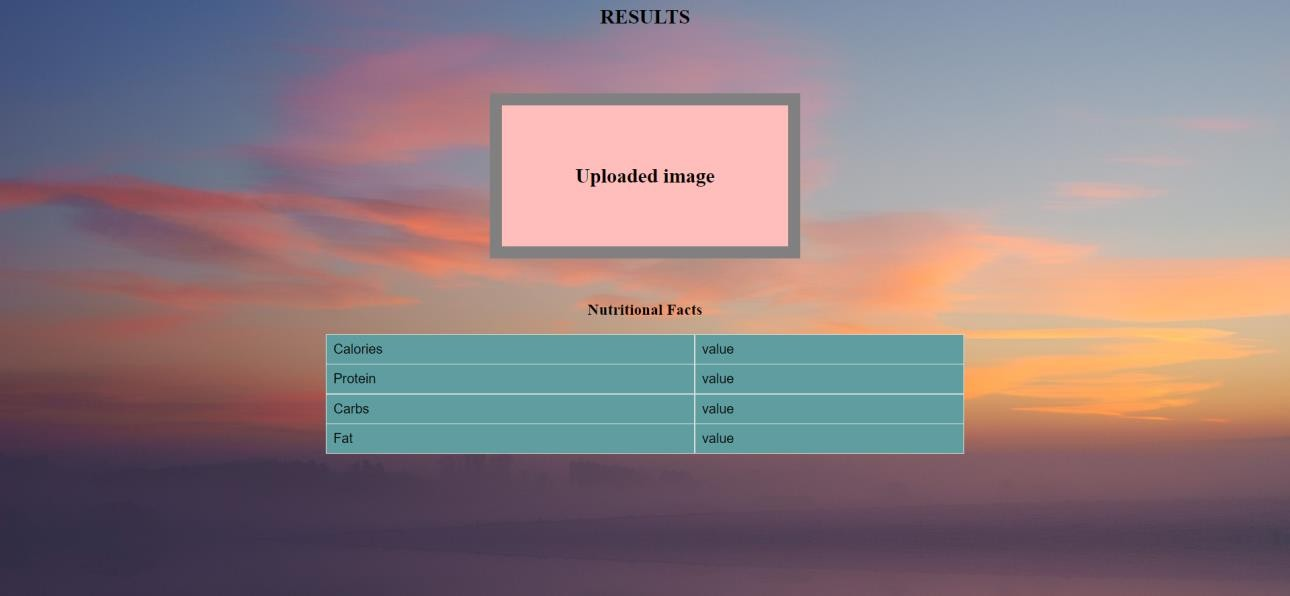 RESULTS
Uploaded image
Nutritional Facts
Calories value
Protein value
Carbs value
Fat value